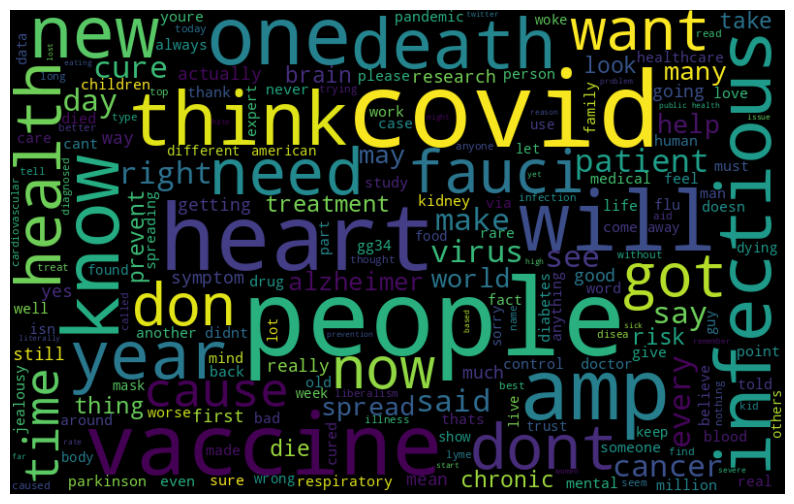 people
covid
heart
will
vaccine
think
infectious
know
one
death
need
amp
year
don
new
health
fauci
now
dont
want
got
time
cause
virus
cancer
patient
right
cure
day
make
see
say
said
spread
every
many
help
take
look
risk
world
may
treatment
alzheimer
chronic
die
thing
brain
prevent
actually
getting
spreading
symptom
research
pandemic
youre
always
woke
children
died
way
care
cant
expert
please
never
person
work
case
use
family
going
love
healthcare
read
public health
human
must
medical
feel
doesn
life
flu
man
aid
come
away
dying
without
study
let
anyone
via
yet
infection
kidney
different american
data
long
thank
top
type
better
today
eating
lost
twitter
trying
problem
reason
issue
tell
diagnosed
cardiovascular
treat
found
yes
well
isn
still
jealousy
around
body
parkinson
even
sure
wrong
respiratory
mean
mental
million
real
others
kid
told
point
believe
blood
nothing
someone
keep
find
severe
trust
show
live
best
thats
illness
cured
made
week
first
bad
worse
old
liberalism
much
control
doctor
give
guy
anything
word
good
diabetes
fact
rare
food
gg34
part
drug
thought
high
sorry
name
disea
based
sick
remember
really
mind
back
mask
lot
another
didnt
called
prevention
literally
caused
rate
far
start
lyme
seem
night